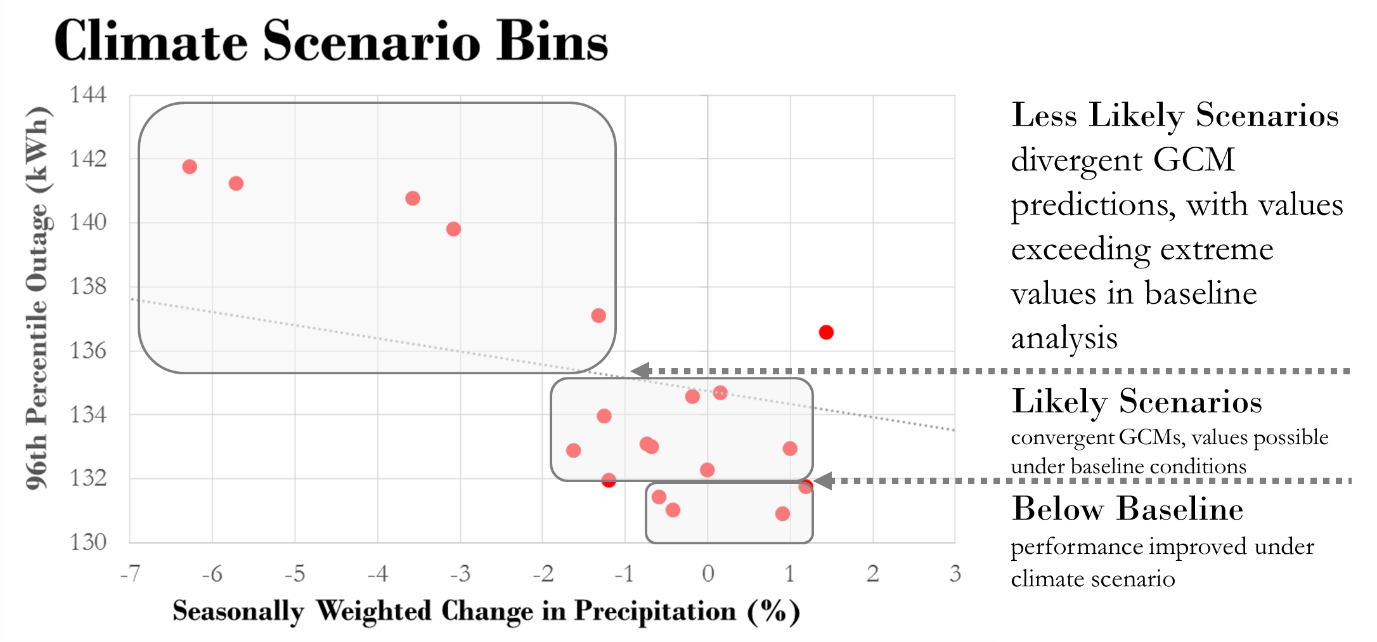 Climate Scenario Bins
96th Percentile Outage (kWh)
144
142
140
138
136
134
132
130
-7 -6 -5 -4 -3 -2 -1 0 1 2 3
Seasonally Weighted Change in Precipitation (%)
Less Likely Scenarios
divergent GCM
predictions, with values
exceeding extreme
values in baseline
analysis
Likely Scenarios
convergent GCMs, values possible
under baseline conditions
Below Baseline
performance improved under
climate scenario